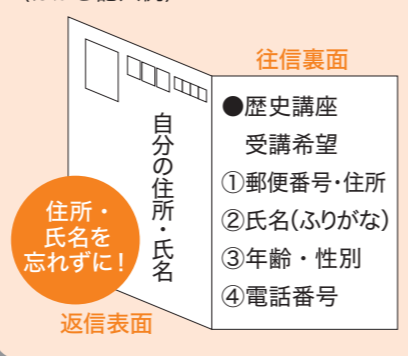 往信裏面
●歴史講座
受講希望
①郵便番号・住所
②氏名(ふりがな)
③年齢・性別
④電話番号
自分の住所・氏名
住所・
氏名を
忘れずに!
返信表面